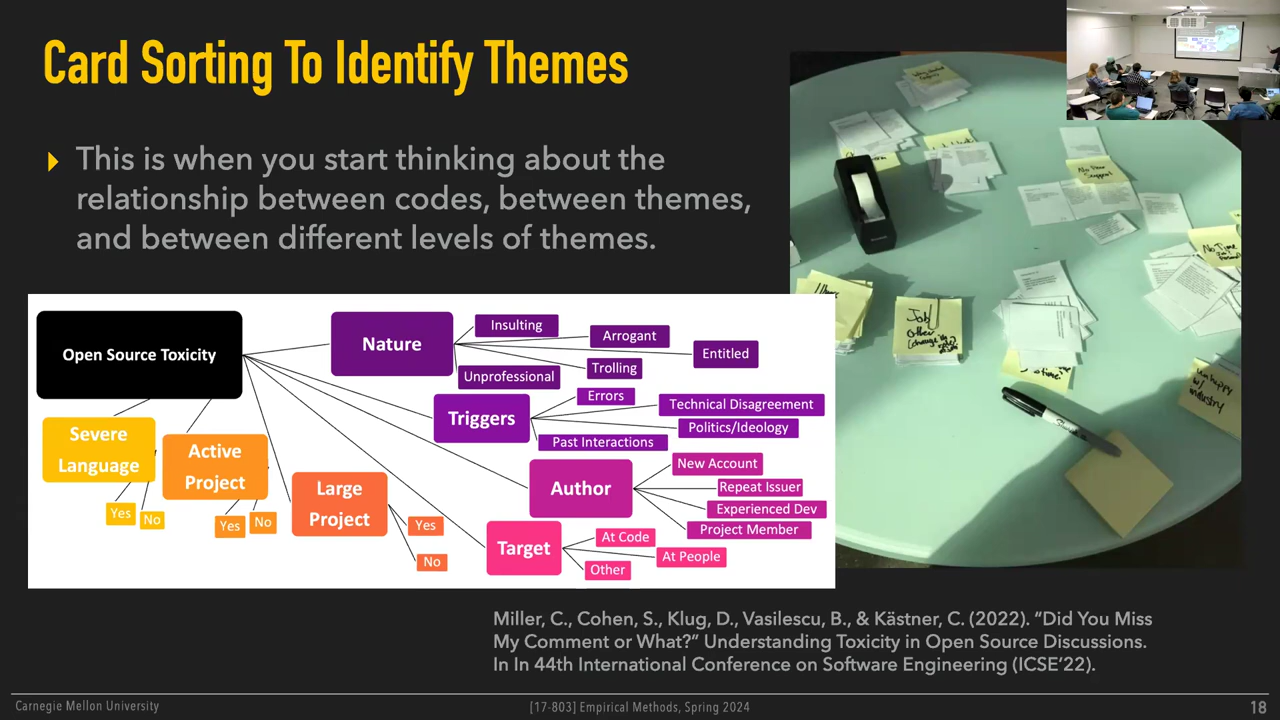 Card Sorting To Identify Themes
This is when you start thinking about the
relationship between codes, between themes,
and between different levels of themes.
Open Source Toxicity
Nature
Insulting
Arrogant
Entitled
Trolling
Unprofessional
Triggers
Errors
Technical Disagreement
Politics/Ideology
Past Interactions
Author
New Account
Repeat Issuer
Experienced Dev
Project Member
Target
At Code
At People
Other
Severe
Language
Yes
No
Active
Project
Yes
No
Large
Project
Yes
No
No Time
Job/
Other
Unhappy
w/
industry
Miller, C., Cohen, S., Klug, D., Vasilescu, B., & Kästner, C. (2022). "Did You Miss
My Comment or What?" Understanding Toxicity in Open Source Discussions.
In In 44th International Conference on Software Engineering (ICSE'22).
Carnegie Mellon University
[17-803] Empirical Methods, Spring 2024
18